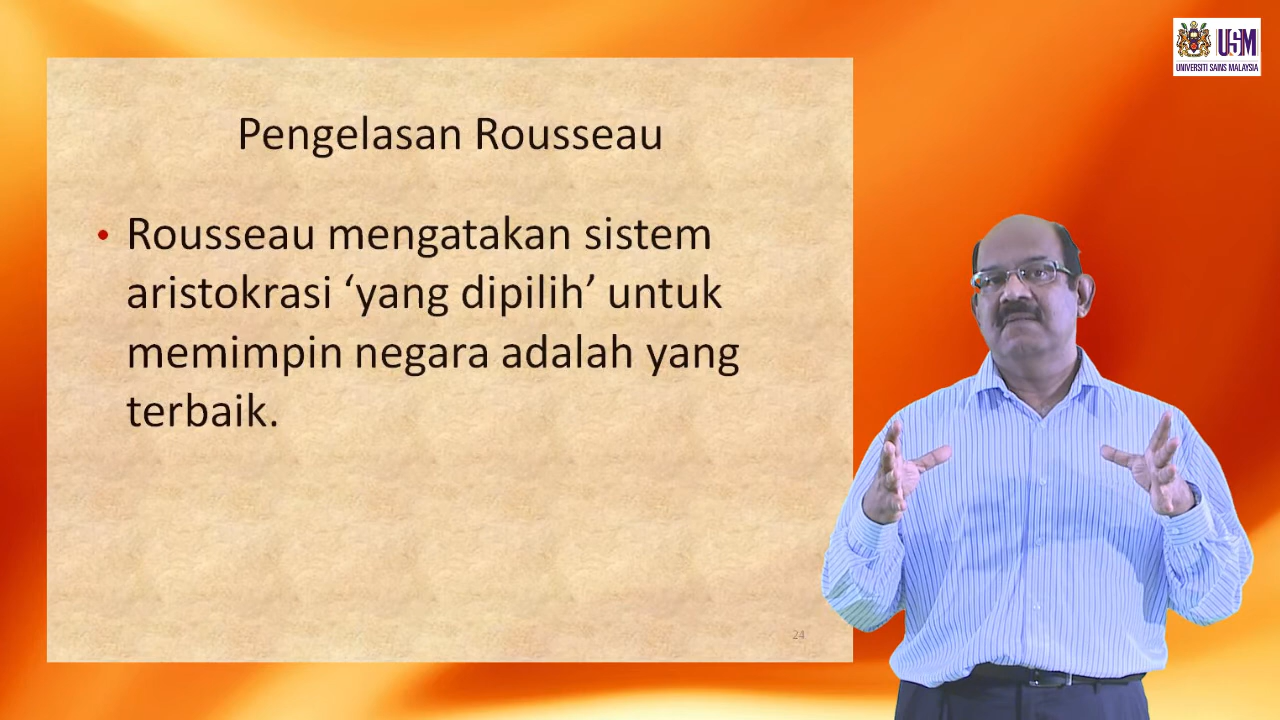 USM
UNIVERSITI SAINS MALAYSIA
Pengelasan Rousseau
• Rousseau mengatakan sistem
aristokrasi ‘yang dipilih’ untuk
memimpin negara adalah yang
terbaik.
24